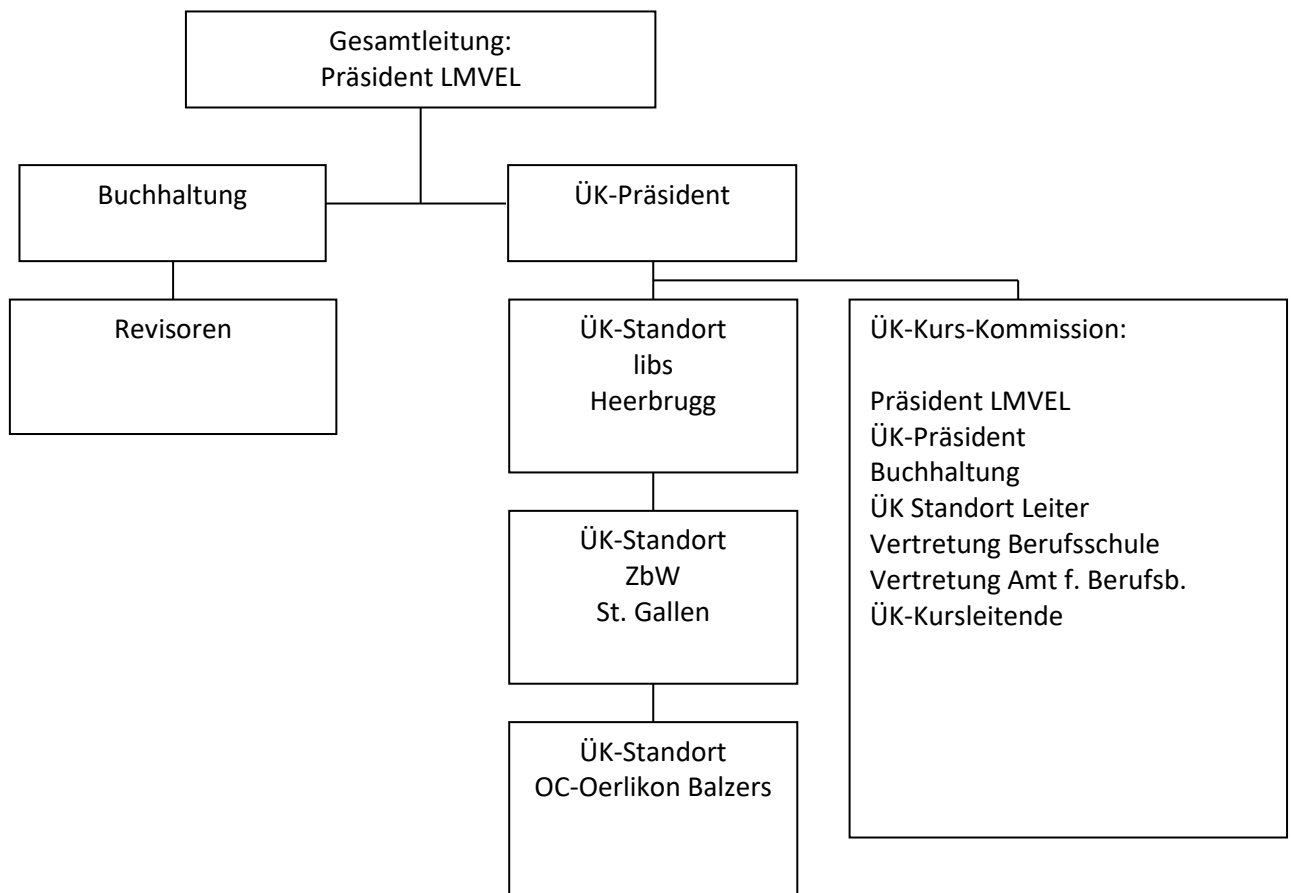 Gesamtleitung:
Präsident LMVEL
Buchhaltung
ÜK-Präsident
Revisoren
ÜK-Standort
libs
Heerbrugg
ÜK-Kurs-Kommission:
Präsident LMVEL
ÜK-Präsident
Buchhaltung
ÜK Standort Leiter
Vertretung Berufsschule
Vertretung Amt f. Berufsb.
ÜK-Kursleitende
ÜK-Standort
ZbW
St. Gallen
ÜK-Standort
OC-Oerlikon Balzers